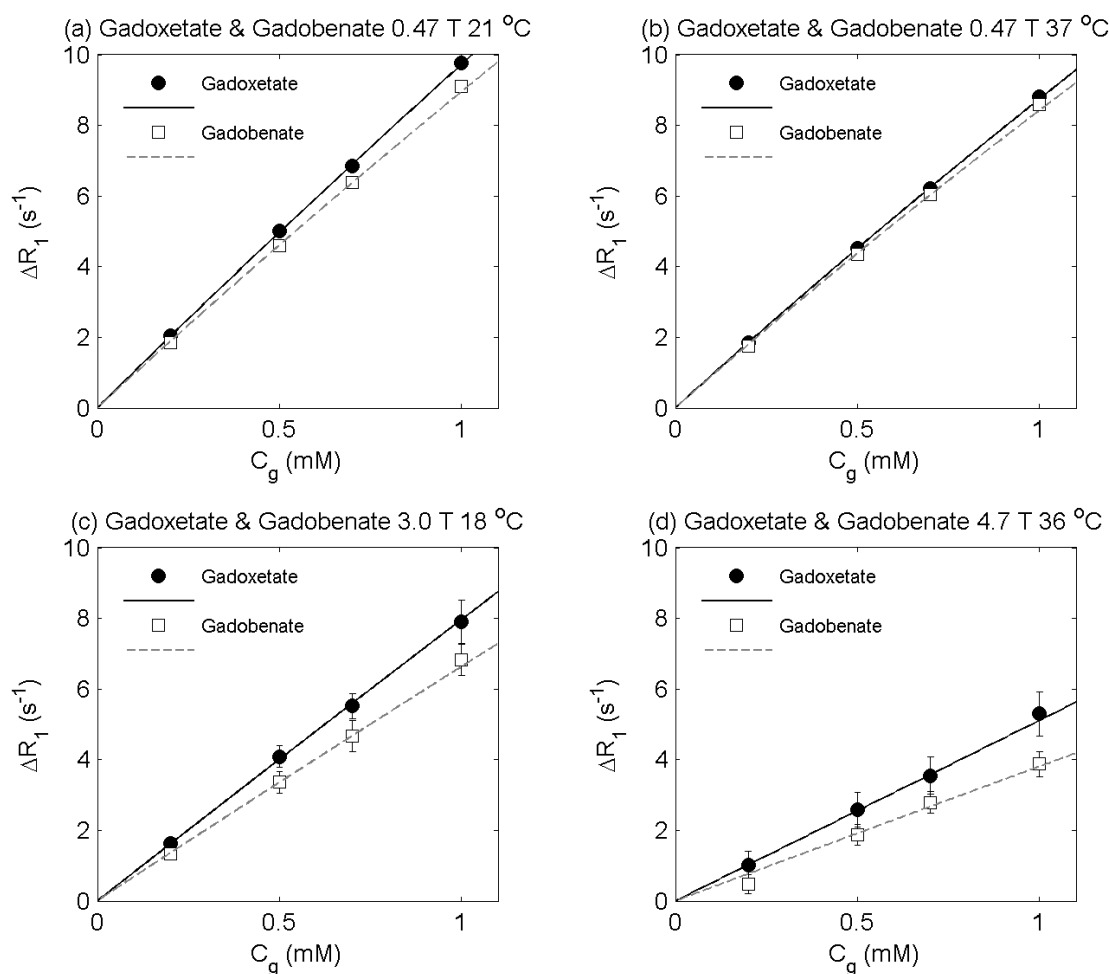 (a) Gadoxetate & Gadobenate 0.47 T 21 °C
10
8
6
4
2
0
ΔR₁ (s⁻¹)
Gadoxetate
Gadobenate
0 0.5 1
C_g (mM)
(b) Gadoxetate & Gadobenate 0.47 T 37 °C
10
8
6
4
2
0
ΔR₁ (s⁻¹)
Gadoxetate
Gadobenate
0 0.5 1
C_g (mM)
(c) Gadoxetate & Gadobenate 3.0 T 18 °C
10
8
6
4
2
0
ΔR₁ (s⁻¹)
Gadoxetate
Gadobenate
0 0.5 1
C_g (mM)
(d) Gadoxetate & Gadobenate 4.7 T 36 °C
10
8
6
4
2
0
ΔR₁ (s⁻¹)
Gadoxetate
Gadobenate
0 0.5 1
C_g (mM)